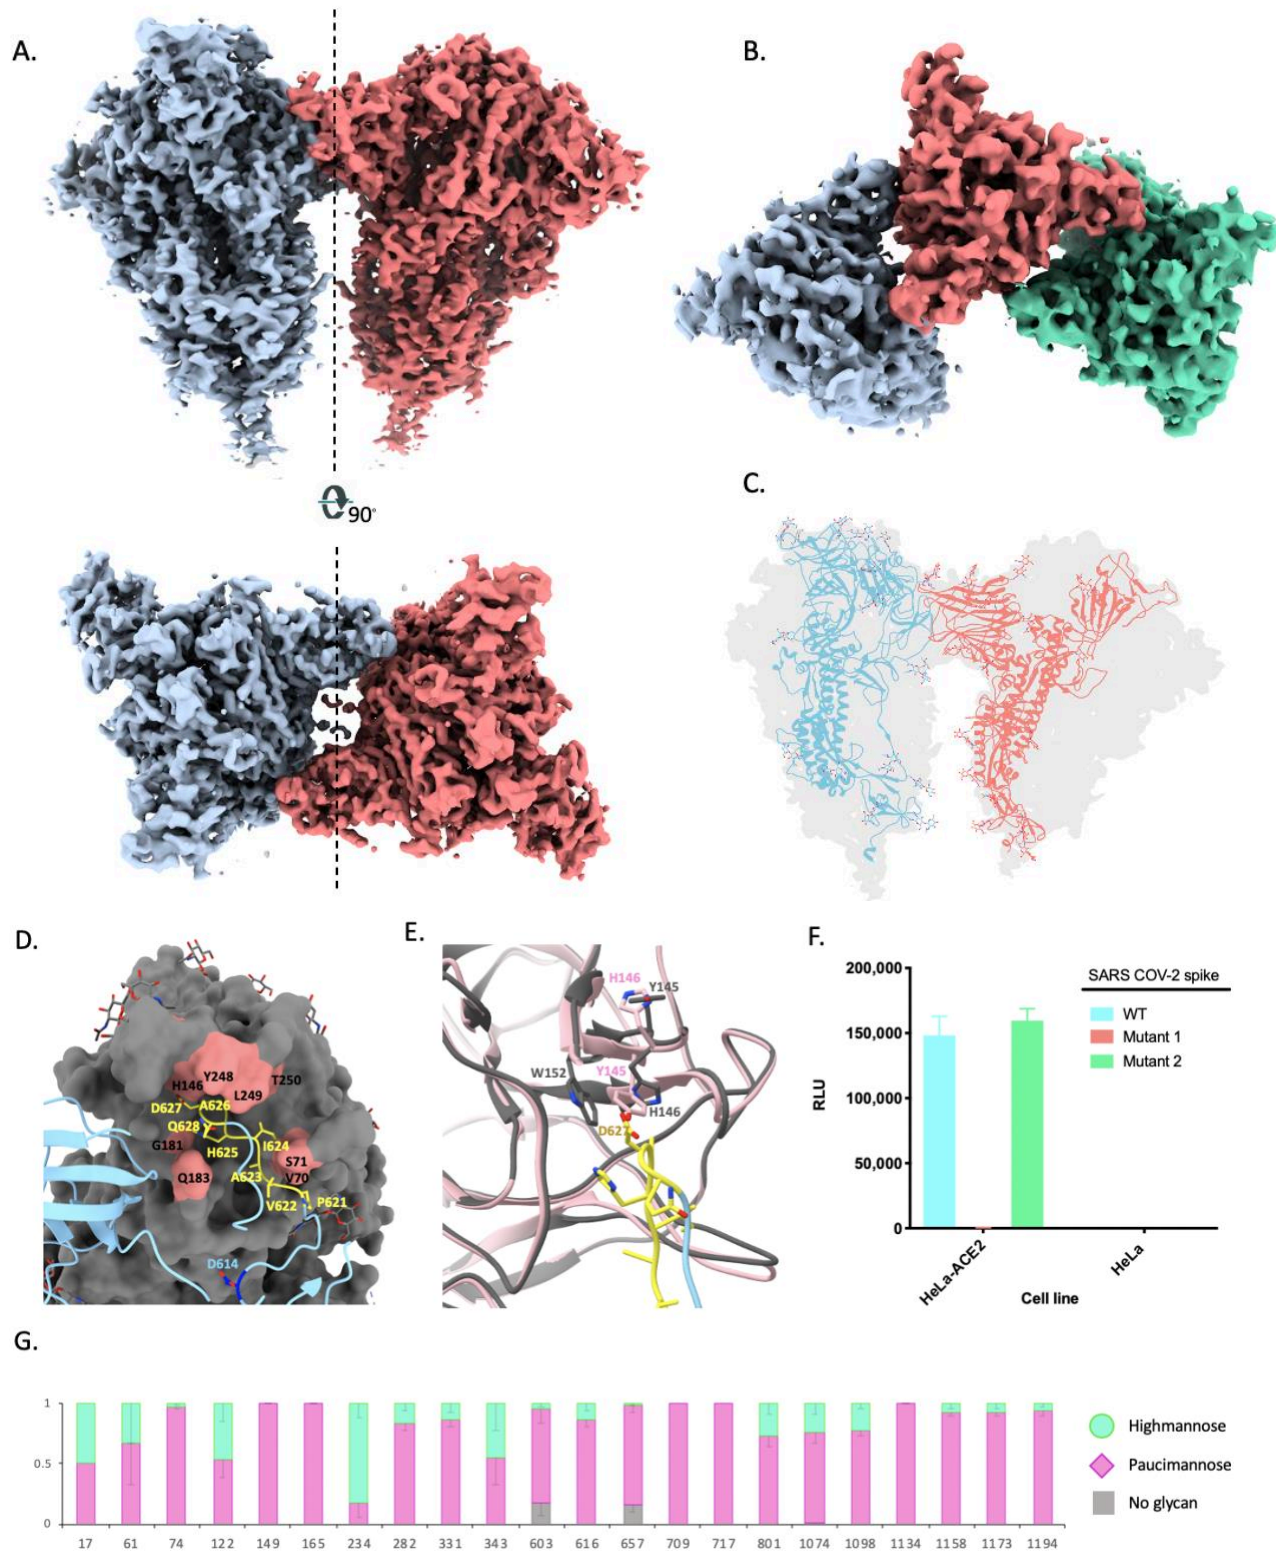 A.
B.
90°
C.
D.
H146
Y248
T250
L249
D627
A626
Q628
G181
H625
I624
S71
Q183
A623
V70
V622
P621
D614
E.
H146
Y145
W152
Y145
H146
D627
F.
200,000
150,000
100,000
50,000
0
RLU
HeLa-ACE2
HeLa
Cell line
SARS COV-2 spike
WT
Mutant 1
Mutant 2
G.
1
0.5
0
17 61 74 122 149 165 234 282 331 343 603 616 657 709 717 801 1074 1098 1134 1158 1173 1194
Highmannose
Paucimannose
No glycan